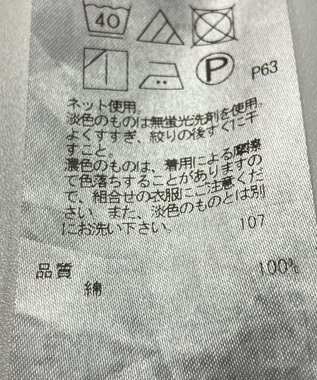 40
P P63
ネット使用。
淡色のものは無蛍光洗剤を使用。
よくすすぎ、絞りの後すぐに干
すこと。
濃色のものは、着用による摩擦
で色落ちすることがありますの
で、組合せの衣服にご注意くだ
さい。また、淡色のものとは別
にお洗い下さい。 107
品質 100%
綿